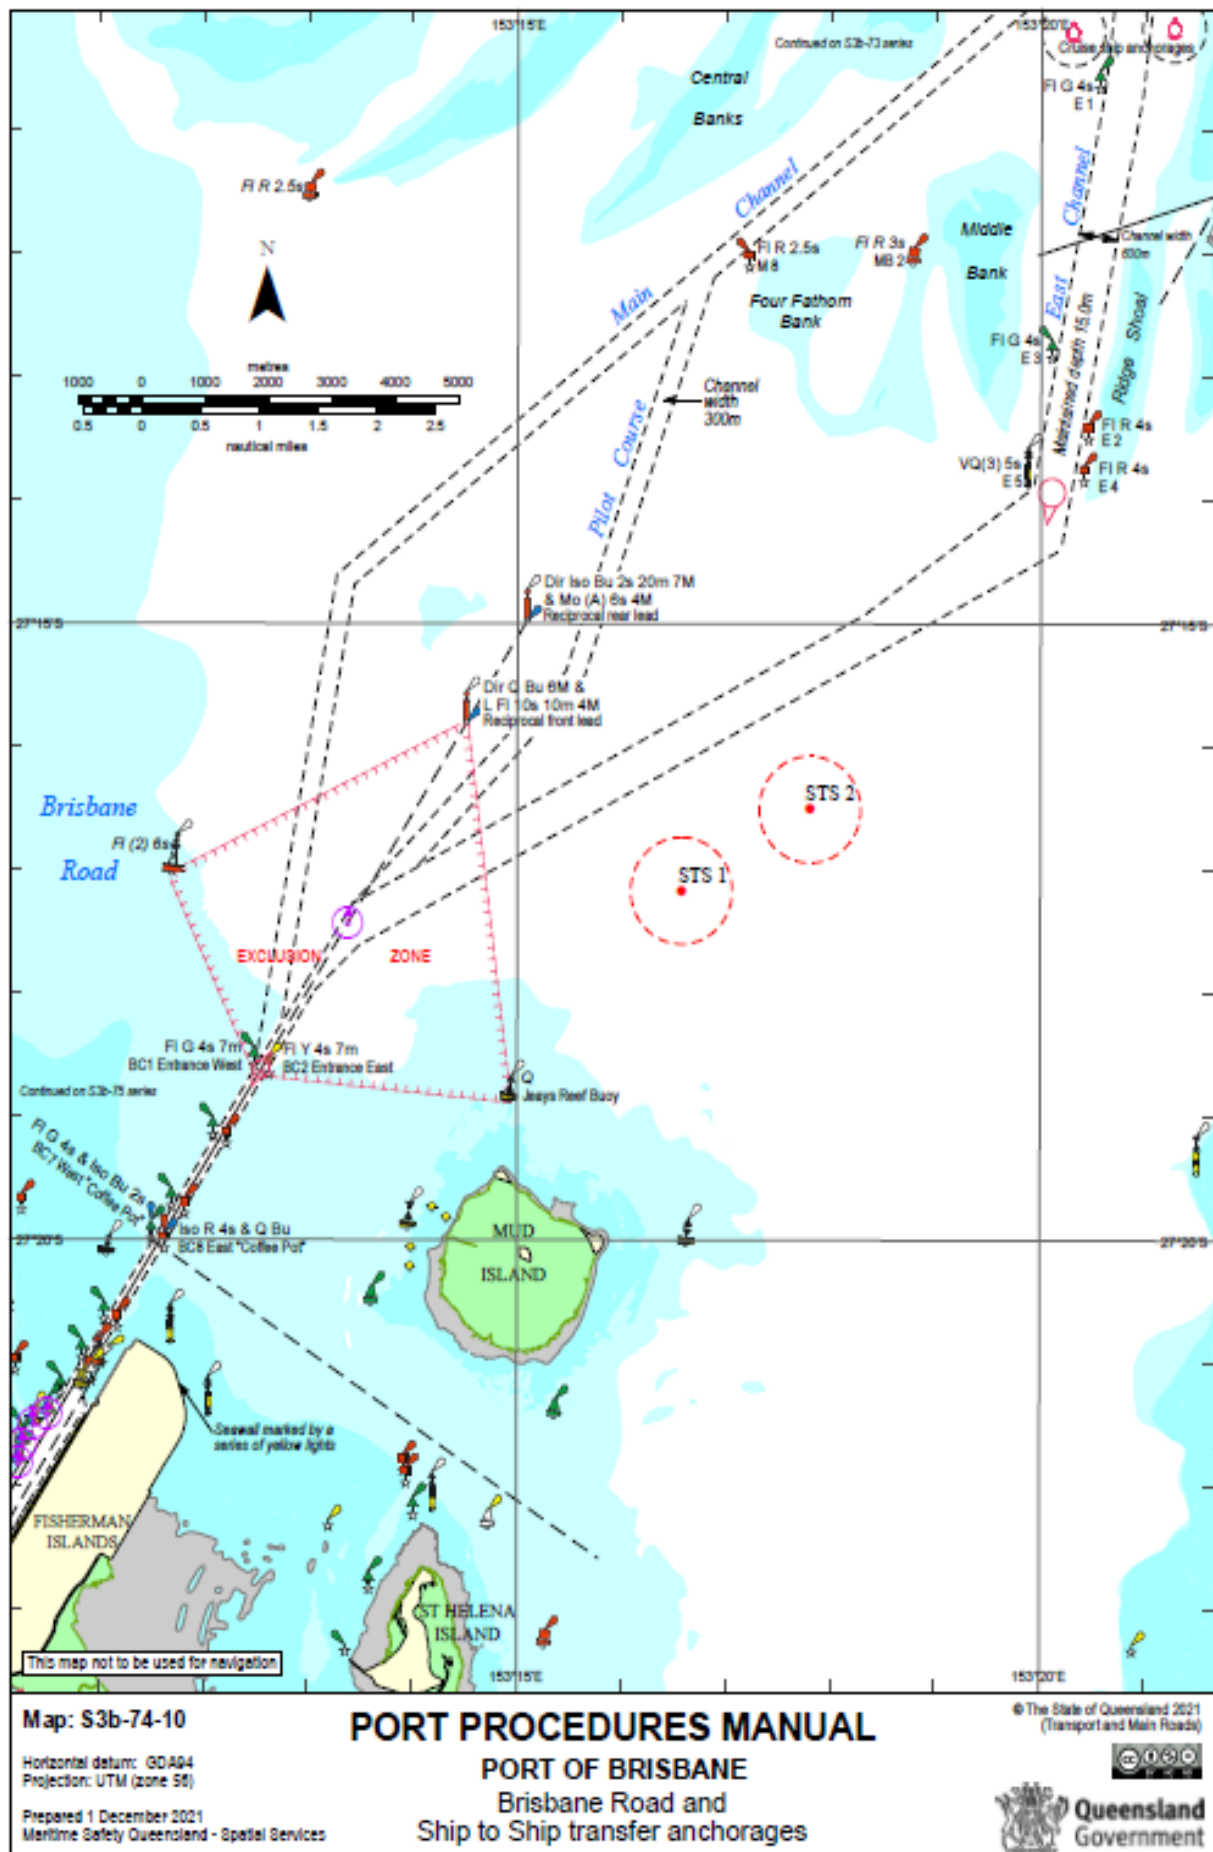 153°15'E
153°20'E
Continued on S3b-73 series
Cruise ship anchorages
Central
Banks
Fl G 4s
E 1
Fl R 2.5s
N
Main
Channel
Fl R 2.5s
M 8
Fl R 3s
MB 2
Middle
Bank
East
Channel
Channel width
600m
Four Fathom
Bank
Maintained depth 15.0m
Ridge Shoal
Fl G 4s
E 3
metres
1000 0 1000 2000 3000 4000 5000
0.5 0 0.5 1 1.5 2 2.5
nautical miles
Channel
width
300m
Pilot Course
Fl R 4s
E 2
VQ(3) 5s
E 5
Fl R 4s
E 4
Dir Iso Bu 2s 20m 7M
& Mo (A) 6s 4M
Reciprocal rear lead
27°15'S
27°15'S
Dir Q Bu 6M &
L Fl 10s 10m 4M
Reciprocal front lead
Brisbane
Road
Fl (2) 6s
STS 2
STS 1
EXCLUSION ZONE
Fl G 4s 7m
BC1 Entrance West
Fl Y 4s 7m
BC2 Entrance East
Q
Jeays Reef Buoy
Continued on S3b-75 series
Fl G 4s & Iso Bu 2s
BC7 West "Coffee Pot"
Iso R 4s & Q Bu
BC8 East "Coffee Pot"
27°20'S
27°20'S
MUD
ISLAND
Seawall marked by a
series of yellow lights
FISHERMAN
ISLANDS
ST HELENA
ISLAND
This map not to be used for navigation
153°15'E
153°20'E
Map: S3b-74-10
Horizontal datum: GDA94
Projection: UTM (zone 56)
Prepared 1 December 2021
Maritime Safety Queensland - Spatial Services
PORT PROCEDURES MANUAL
PORT OF BRISBANE
Brisbane Road and
Ship to Ship transfer anchorages
© The State of Queensland 2021
(Transport and Main Roads)
Queensland
Government